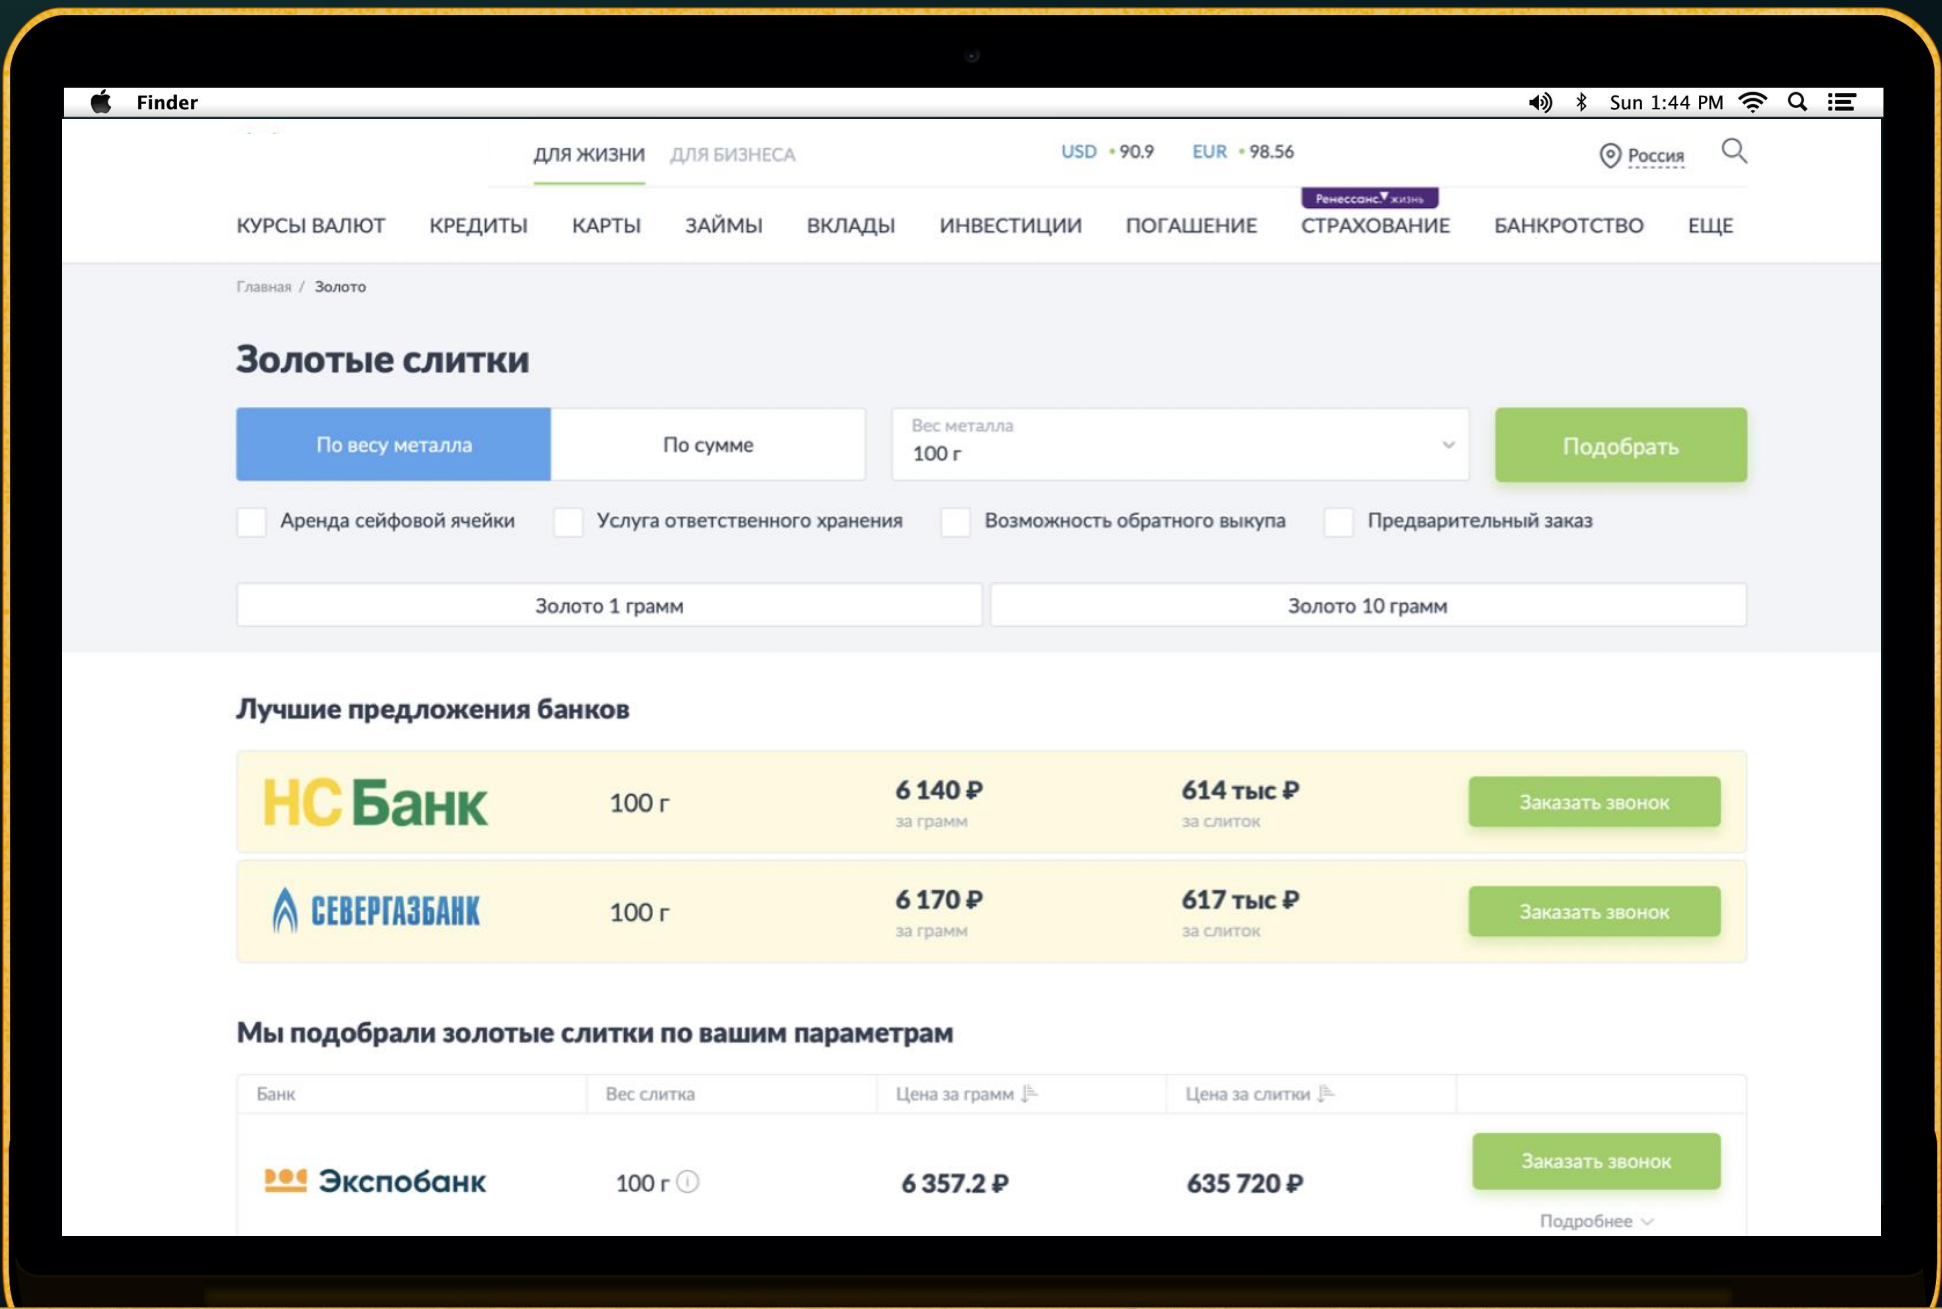 Finder
Sun 1:44 PM
ДЛЯ ЖИЗНИ ДЛЯ БИЗНЕСА USD 90.9 EUR 98.56 Россия
Ренессанс жизнь
КУРСЫ ВАЛЮТ КРЕДИТЫ КАРТЫ ЗАЙМЫ ВКЛАДЫ ИНВЕСТИЦИИ ПОГАШЕНИЕ СТРАХОВАНИЕ БАНКРОТСТВО ЕЩЕ
Главная / Золото
Золотые слитки
По весу металла По сумме Вес металла
100 г
Подобрать
Аренда сейфовой ячейки Услуга ответственного хранения Возможность обратного выкупа Предварительный заказ
Золото 1 грамм Золото 10 грамм
Лучшие предложения банков
НС Банк 100 г 6 140 ₽ 614 тыс ₽ Заказать звонок
за грамм за слиток
СЕВЕРГАЗБАНК 100 г 6 170 ₽ 617 тыс ₽ Заказать звонок
за грамм за слиток
Мы подобрали золотые слитки по вашим параметрам
Банк Вес слитка Цена за грамм Цена за слитки
Экспобанк 100 г 6 357.2 ₽ 635 720 ₽ Заказать звонок
Подробнее